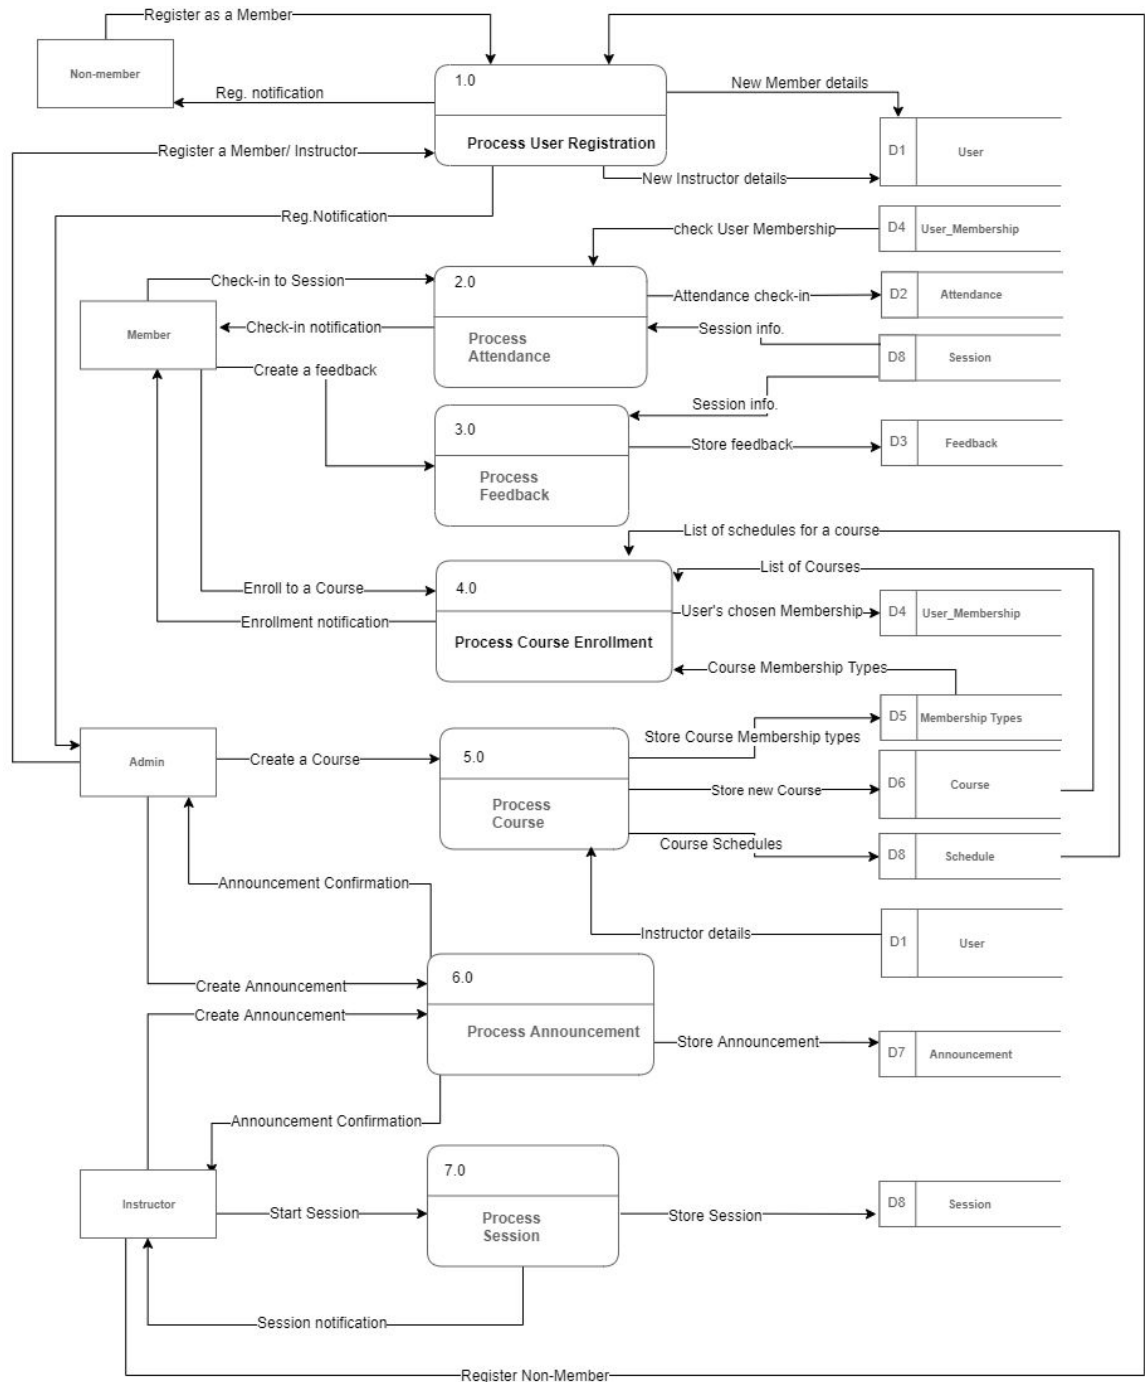 Register as a Member
Non-member
Reg. notification
1.0
Process User Registration
New Member details
D1
User
Register a Member/ Instructor
New Instructor details
Reg.Notification
check User Membership
D4
User_Membership
Check-in to Session
2.0
Attendance check-in
D2
Attendance
Member
Check-in notification
Process
Attendance
Session info.
D8
Session
Create a feedback
Session info.
3.0
Store feedback
D3
Feedback
Process
Feedback
List of schedules for a course
List of Courses
Enroll to a Course
4.0
User's chosen Membership
D4
User_Membership
Enrollment notification
Process Course Enrollment
Course Membership Types
D5
Membership Types
Store Course Membership types
Admin
Create a Course
5.0
Store new Course
D6
Course
Process
Course
Course Schedules
D8
Schedule
Announcement Confirmation
Instructor details
D1
User
Create Announcement
6.0
Create Announcement
Process Announcement
Store Announcement
D7
Announcement
Announcement Confirmation
7.0
Instructor
Start Session
Process
Session
Store Session
D8
Session
Session notification
Register Non-Member